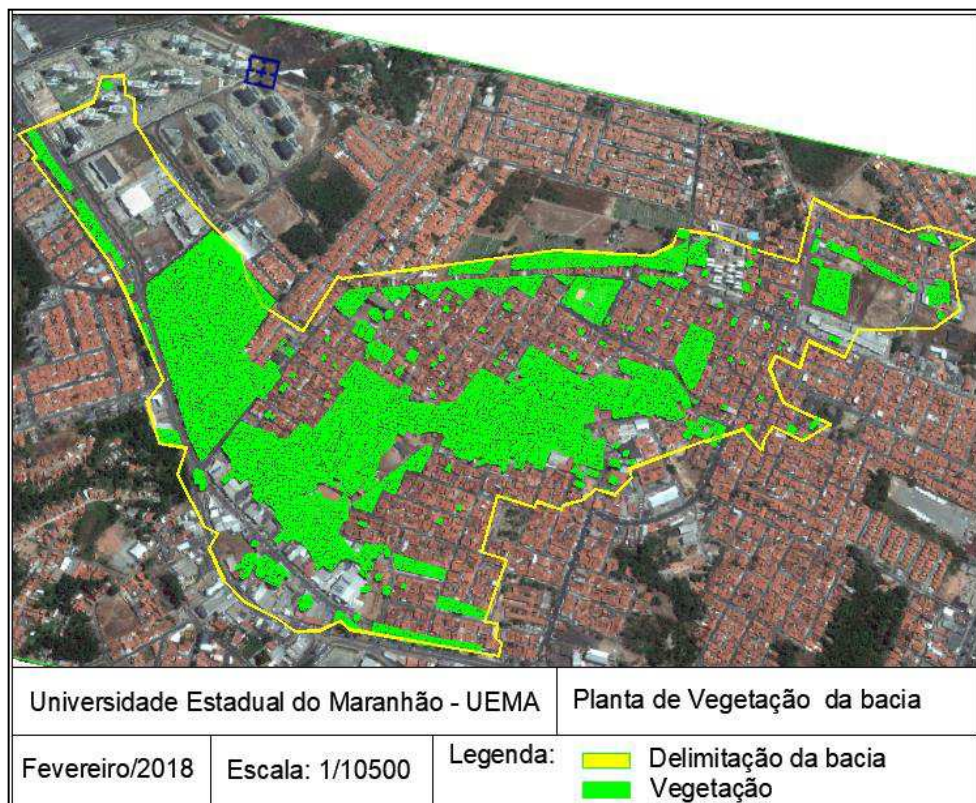 Universidade Estadual do Maranhão - UEMA
Planta de Vegetação da bacia
Fevereiro/2018
Escala: 1/10500
Legenda:
Delimitação da bacia
Vegetação